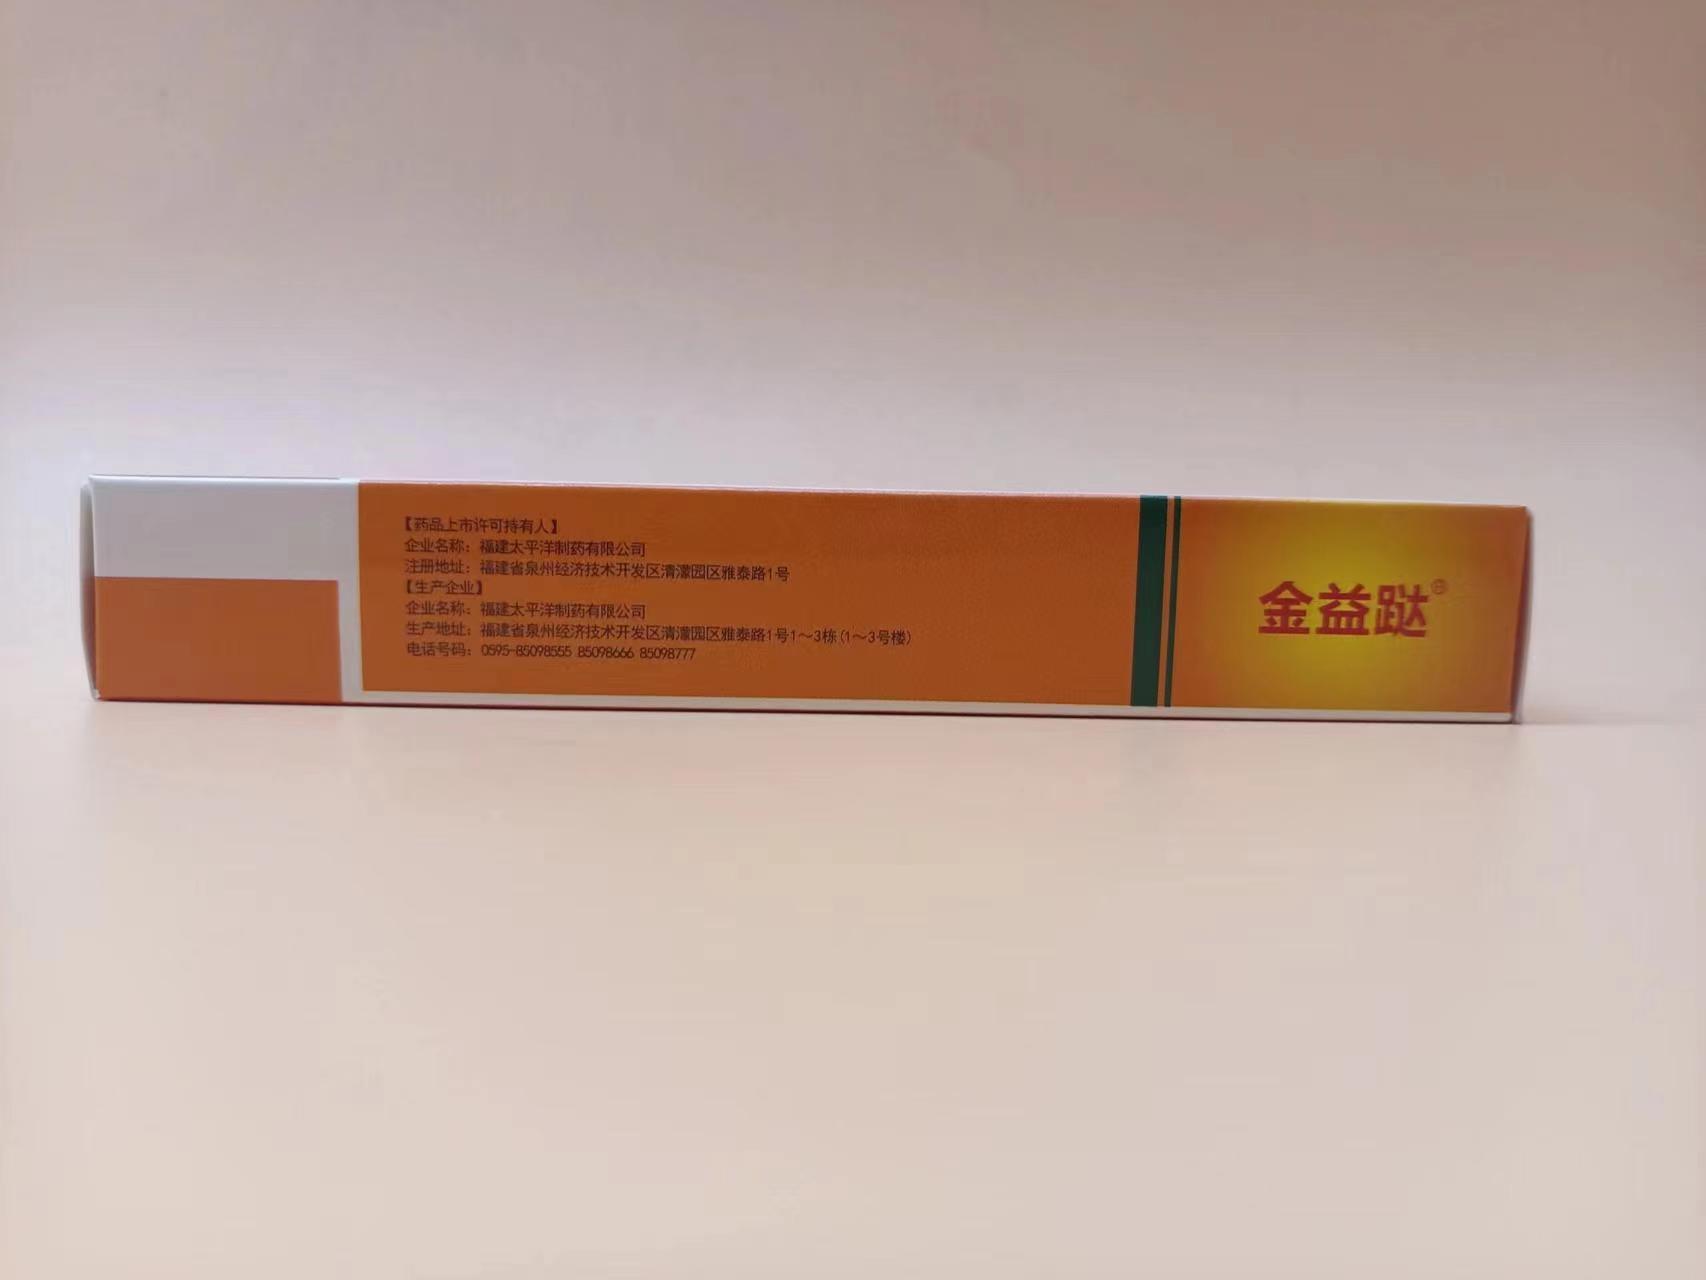 【药品上市许可持有人】
企业名称：福建太平洋制药有限公司
注册地址：福建省泉州经济技术开发区清濛园区雅泰路1号
【生产企业】
企业名称：福建太平洋制药有限公司
生产地址：福建省泉州经济技术开发区清濛园区雅泰路1号1～3栋(1～3号楼)
电话号码：0595-85098555 85098666 85098777
金益跶®